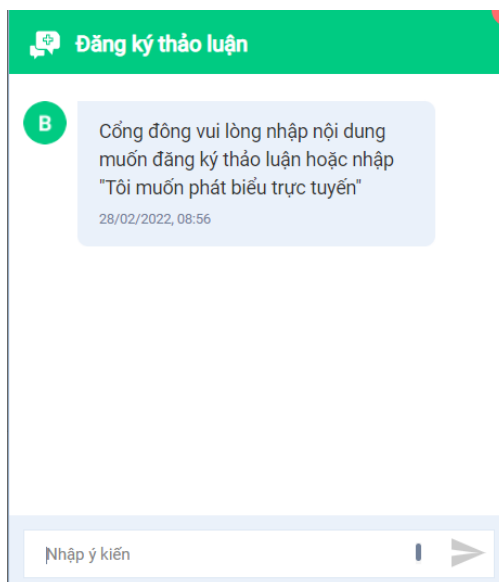 Đăng ký thảo luận
B
Cổng đông vui lòng nhập nội dung
muốn đăng ký thảo luận hoặc nhập
"Tôi muốn phát biểu trực tuyến"
28/02/2022, 08:56
Nhập ý kiến